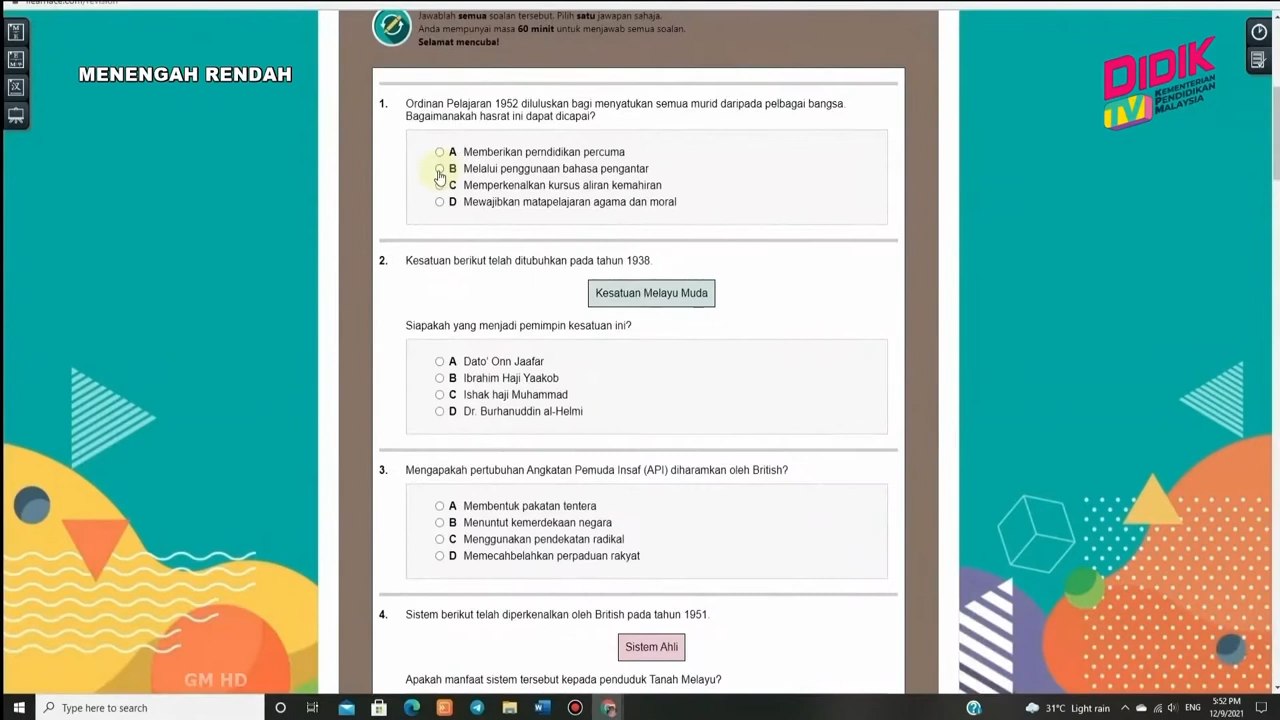 Jawablah semua soalan tersebut. Pilih satu jawapan sahaja.
Anda mempunyai masa 60 minit untuk menjawab semua soalan.
Selamat mencuba!
MENENGAH RENDAH
DIDIK
TV
KEMENTERIAN
PENDIDIKAN
MALAYSIA
1. Ordinan Pelajaran 1952 diluluskan bagi menyatukan semua murid daripada pelbagai bangsa.
Bagaimanakah hasrat ini dapat dicapai?
A Memberikan perndidikan percuma
B Melalui penggunaan bahasa pengantar
C Memperkenalkan kursus aliran kemahiran
D Mewajibkan matapelajaran agama dan moral
2. Kesatuan berikut telah ditubuhkan pada tahun 1938.
Kesatuan Melayu Muda
Siapakah yang menjadi pemimpin kesatuan ini?
A Dato' Onn Jaafar
B Ibrahim Haji Yaakob
C Ishak haji Muhammad
D Dr. Burhanuddin al-Helmi
3. Mengapakah pertubuhan Angkatan Pemuda Insaf (API) diharamkan oleh British?
A Membentuk pakatan tentera
B Menuntut kemerdekaan negara
C Menggunakan pendekatan radikal
D Memecahbelahkan perpaduan rakyat
4. Sistem berikut telah diperkenalkan oleh British pada tahun 1951.
Sistem Ahli
Apakah manfaat sistem tersebut kepada penduduk Tanah Melayu?
GM HD
Type here to search
31°C Light rain
ENG
5:52 PM
12/9/2021